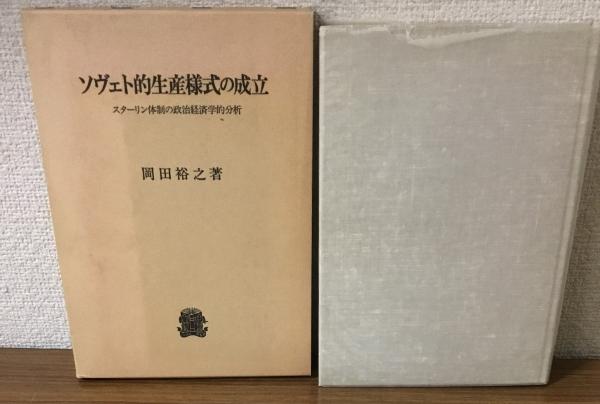 ソヴェト的生産様式の成立
スターリン体制の政治経済学的分析
岡田裕之著